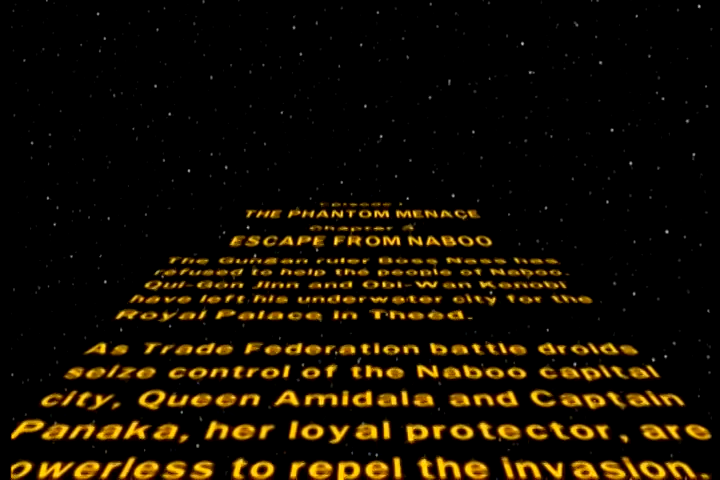 Episode I
THE PHANTOM MENACE
Chapter 4
ESCAPE FROM NABOO
The Gungan ruler Boss Nass has
refused to help the people of Naboo.
Qui-Gon Jinn and Obi-Wan Kenobi
have left his underwater city for the
Royal Palace in Theed.
As Trade Federation battle droids
seize control of the Naboo capital
city, Queen Amidala and Captain
Panaka, her loyal protector, are
owerless to repel the invasion.